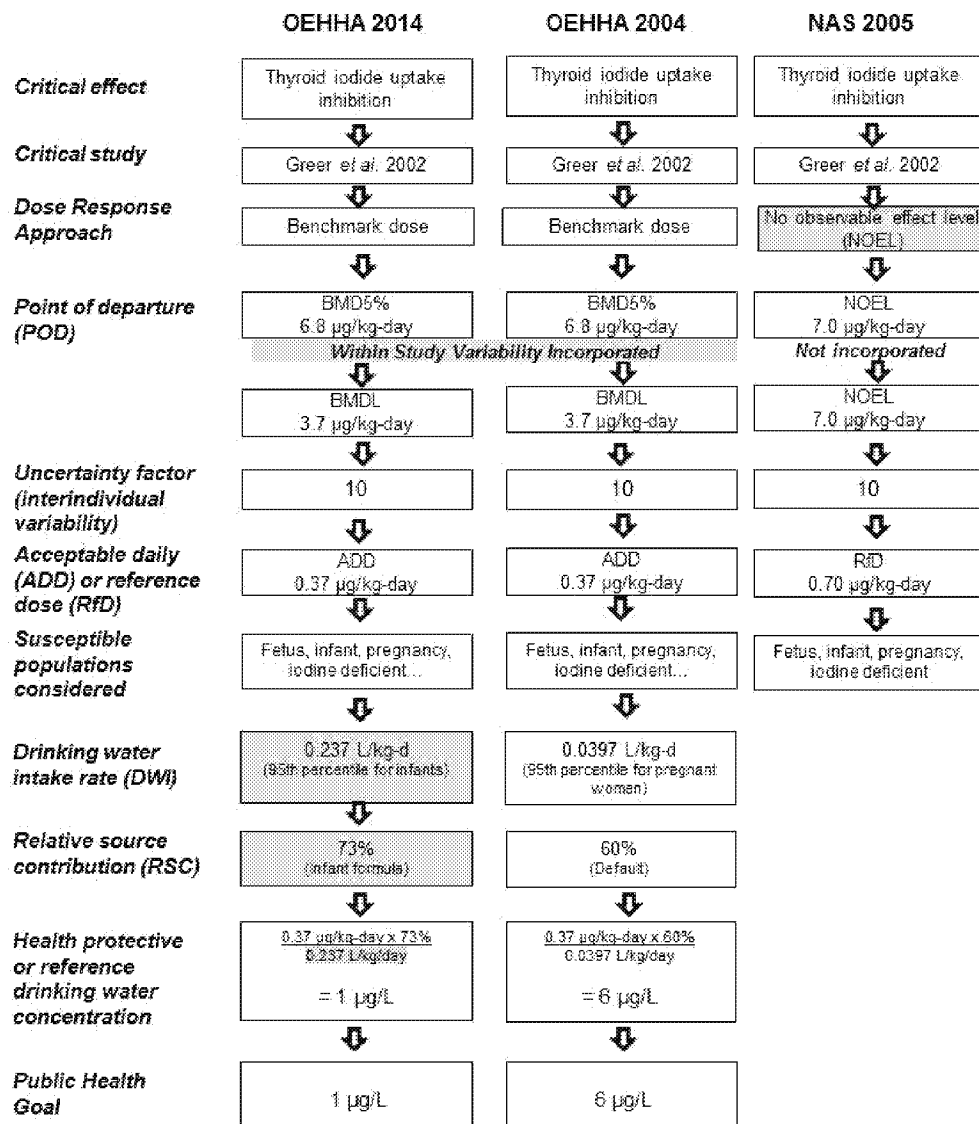 OEHHA 2014 OEHHA 2004 NAS 2005
Critical effect
Thyroid iodide uptake
inhibition
Thyroid iodide uptake
inhibition
Thyroid iodide uptake
inhibition
Critical study
Greer et al. 2002
Greer et al. 2002
Greer et al. 2002
Dose Response
Approach
Benchmark dose
Benchmark dose
No observable effect level
(NOEL)
Point of departure
(POD)
BMD5%
6.8 µg/kg-day
BMD5%
6.8 µg/kg-day
NOEL
7.0 µg/kg-day
Within Study Variability Incorporated
Not incorporated
BMDL
3.7 µg/kg-day
BMDL
3.7 µg/kg-day
NOEL
7.0 µg/kg-day
Uncertainty factor
(interindividual
variability)
10
10
10
Acceptable daily
(ADD) or reference
dose (RfD)
ADD
0.37 µg/kg-day
ADD
0.37 µg/kg-day
RfD
0.70 µg/kg-day
Susceptible
populations
considered
Fetus, infant, pregnancy,
iodine deficient...
Fetus, infant, pregnancy,
iodine deficient...
Fetus, infant, pregnancy,
iodine deficient
Drinking water
intake rate (DWI)
0.237 L/kg-d
(95th percentile for infants)
0.0397 L/kg-d
(95th percentile for pregnant
woman)
Relative source
contribution (RSC)
73%
(infant formula)
60%
(Default)
Health protective
or reference
drinking water
concentration
0.37 µg/kg-day x 73%
0.237 L/kg/day
= 1 µg/L
0.37 µg/kg-day x 60%
0.0397 L/kg/day
= 6 µg/L
Public Health
Goal
1 µg/L
6 µg/L